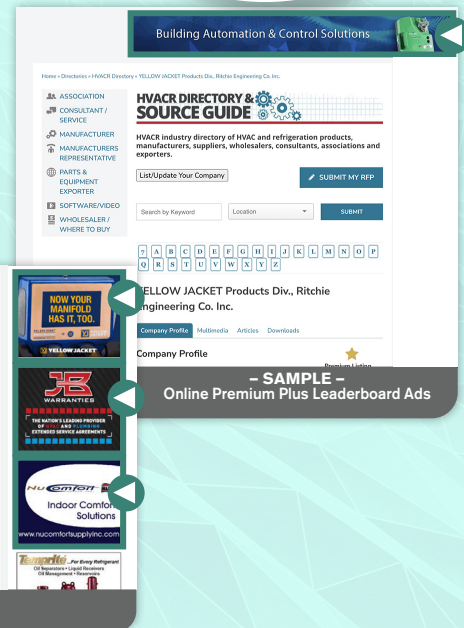 Building Automation & Control Solutions
Home » Directories » HVACR Directory » YELLOW JACKET Products Div., Ritchie Engineering Co. Inc.
ASSOCIATION
CONSULTANT /
SERVICE
MANUFACTURER
MANUFACTURERS
REPRESENTATIVE
PARTS &
EQUIPMENT
EXPORTER
SOFTWARE/VIDEO
WHOLESALER /
WHERE TO BUY
HVACR DIRECTORY &
SOURCE GUIDE
HVACR industry directory of HVAC and refrigeration products,
manufacturers, suppliers, wholesalers, consultants, associations and
exporters.
List/Update Your Company
SUBMIT MY RFP
Search by Keyword
Location
SUBMIT
7 A B C D E F G H I J K L M N O P
Q R S T U V W X Y Z
YELLOW JACKET Products Div., Ritchie
Engineering Co. Inc.
Company Profile Multimedia Articles Downloads
Company Profile
Premium Listing
– SAMPLE –
Online Premium Plus Leaderboard Ads
NOW YOUR
MANIFOLD
HAS IT, TOO.
YELLOW JACKET
JB
WARRANTIES
THE NATION'S LEADING PROVIDER
OF HVAC AND PLUMBING
EXTENDED SERVICE AGREEMENTS
NuComfort
Indoor Comfort
Solutions
www.nucomfortsupplyinc.com
Temprite ...For Every Refrigerant
Oil Separators • Liquid Receivers
Oil Management • Reservoirs